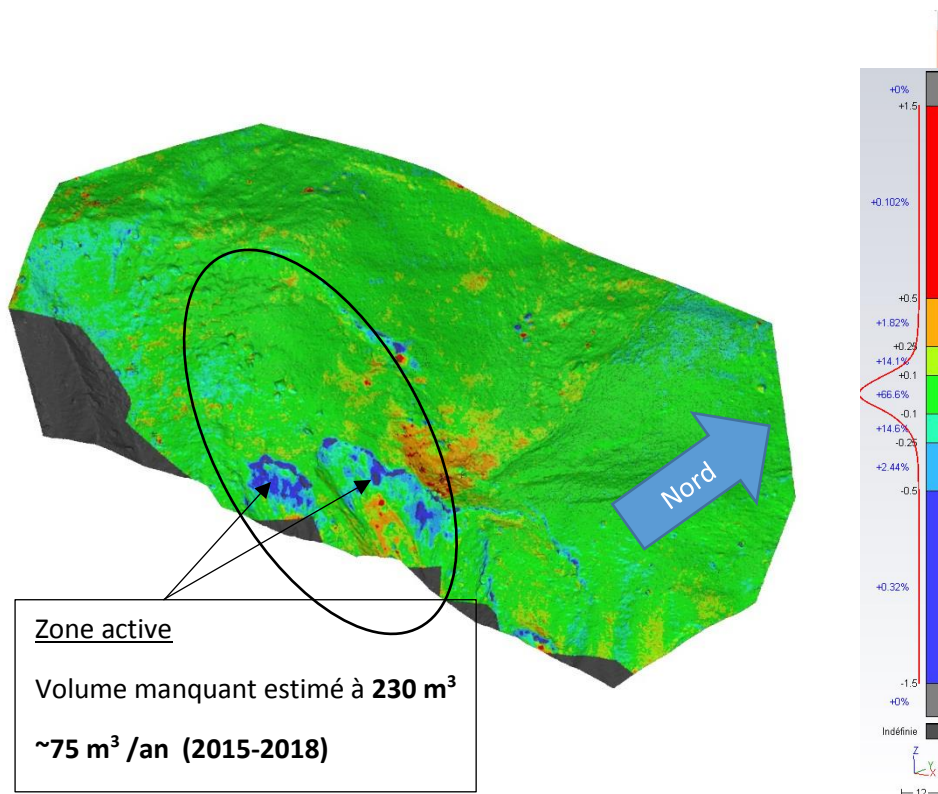 +0%
+1.5
+0.102%
+0.5
+1.82%
+0.25
+14.1%
+0.1
+66.6%
-0.1
+14.6%
-0.25
+2.44%
-0.5
+0.32%
-1.5
+0%
Indéfinie
Z
Y
X
12
Nord
Zone active
Volume manquant estimé à 230 m³
~75 m³ /an (2015-2018)